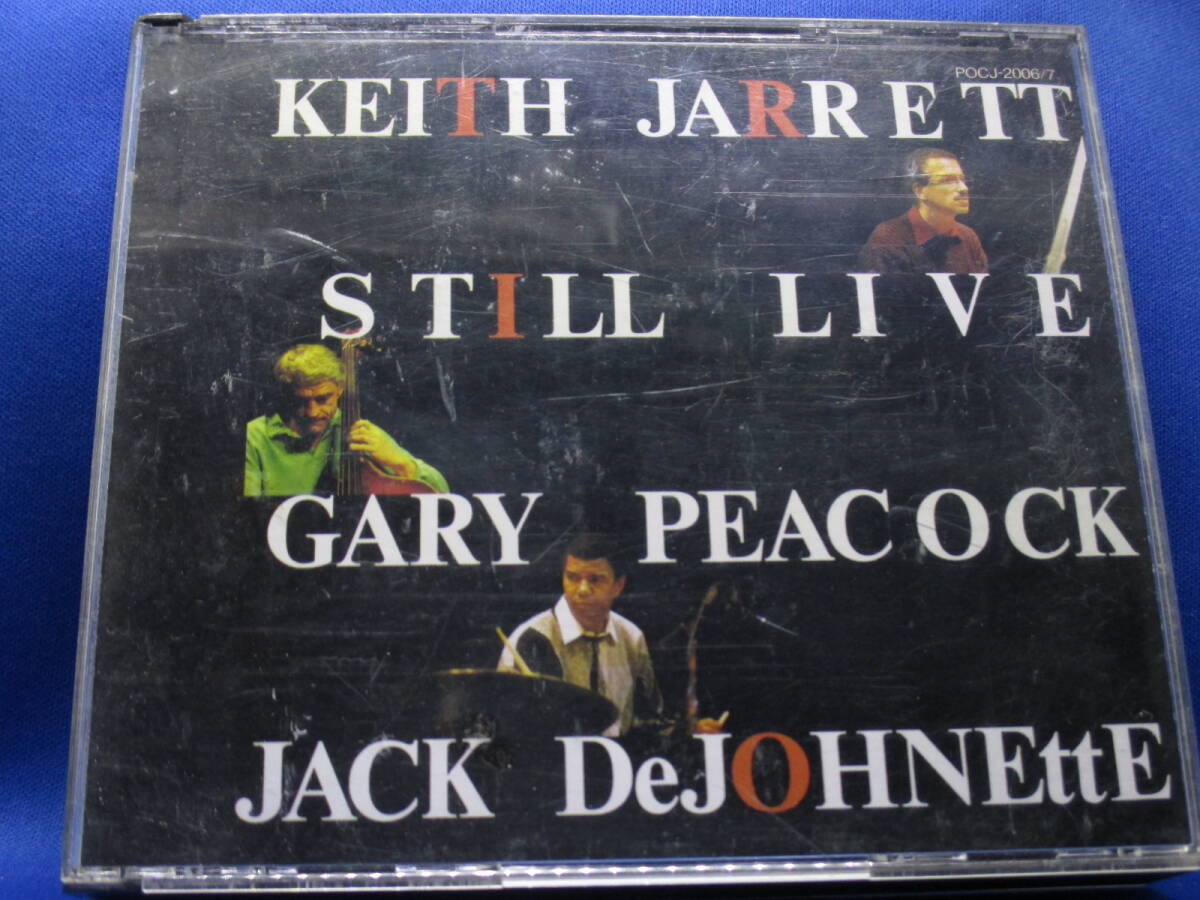 POCJ-2006/7
KEITH JARRETT
STILL LIVE
GARY PEACOCK
JACK DeJOHNEttE